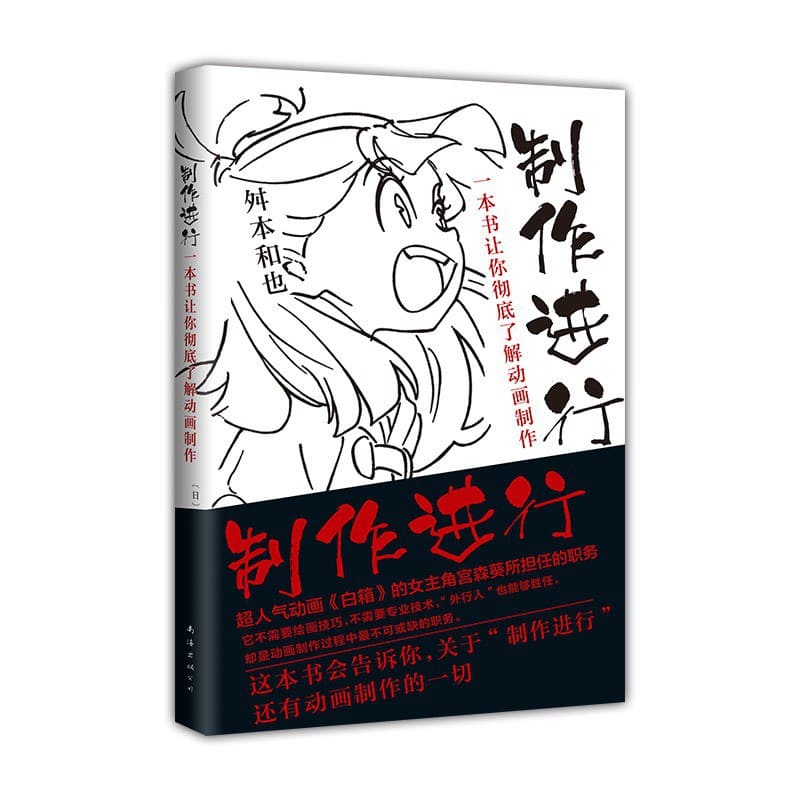 制作进行
一本书让你彻底了解动画制作
舛本和也
制作进行
一本书让你彻底了解动画制作
〔日〕
南海出版公司
制作进行
超人气动画《白箱》的女主角宫森葵所担任的职务
它不需要绘画技巧，不需要专业技术，“外行人”也能够胜任，
却是动画制作过程中最不可或缺的职务。
这本书会告诉你，关于“制作进行”
还有动画制作的一切